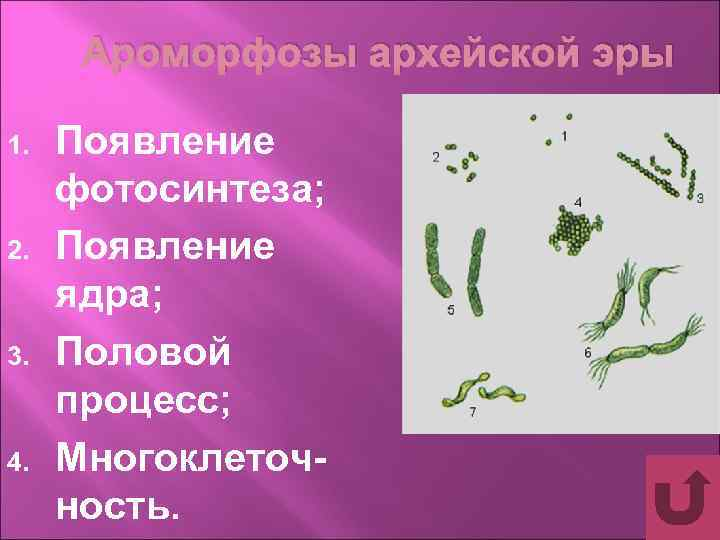 Ароморфозы архейской эры
1. Появление
фотосинтеза;
2. Появление
ядра;
3. Половой
процесс;
4. Многоклеточ-
ность.
1
2
3
4
5
6
7